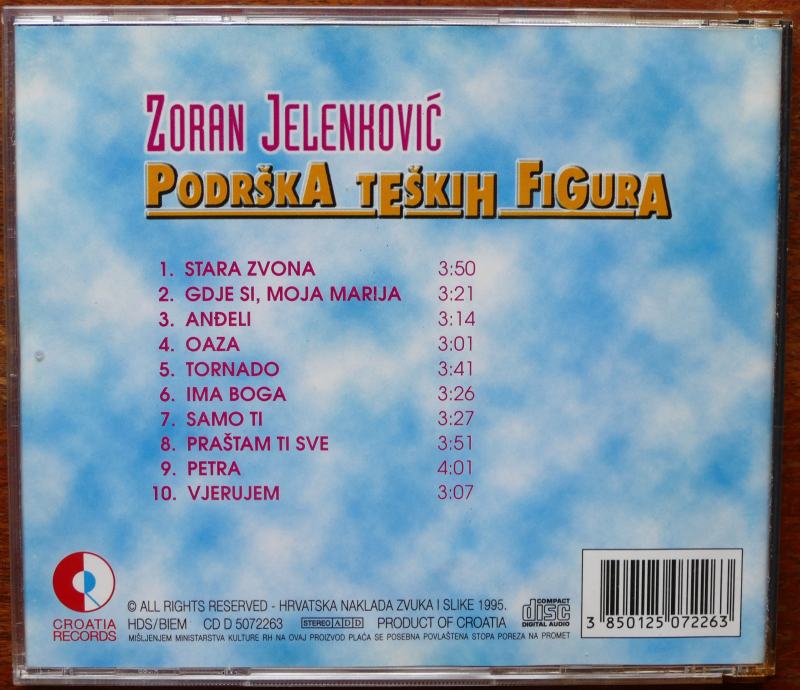 ZORAN JELENKOVIĆ
PODRŠKA TEŠKIH FIGURA
1. STARA ZVONA 3:50
2. GDJE SI, MOJA MARIJA 3:21
3. ANĐELI 3:14
4. OAZA 3:01
5. TORNADO 3:41
6. IMA BOGA 3:26
7. SAMO TI 3:27
8. PRAŠTAM TI SVE 3:51
9. PETRA 4:01
10. VJERUJEM 3:07
CROATIA
RECORDS
© ALL RIGHTS RESERVED - HRVATSKA NAKLADA ZVUKA I SLIKE 1995.
HDS/BIEM CD D 5072263 STEREO A D D PRODUCT OF CROATIA
MIŠLJENJEM MINISTARSTVA KULTURE RH NA OVAJ PROIZVOD PLAĆA SE POSEBNA POVLAŠTENA STOPA POREZA NA PROMET
COMPACT
disc
DIGITAL AUDIO
3 850125 072263